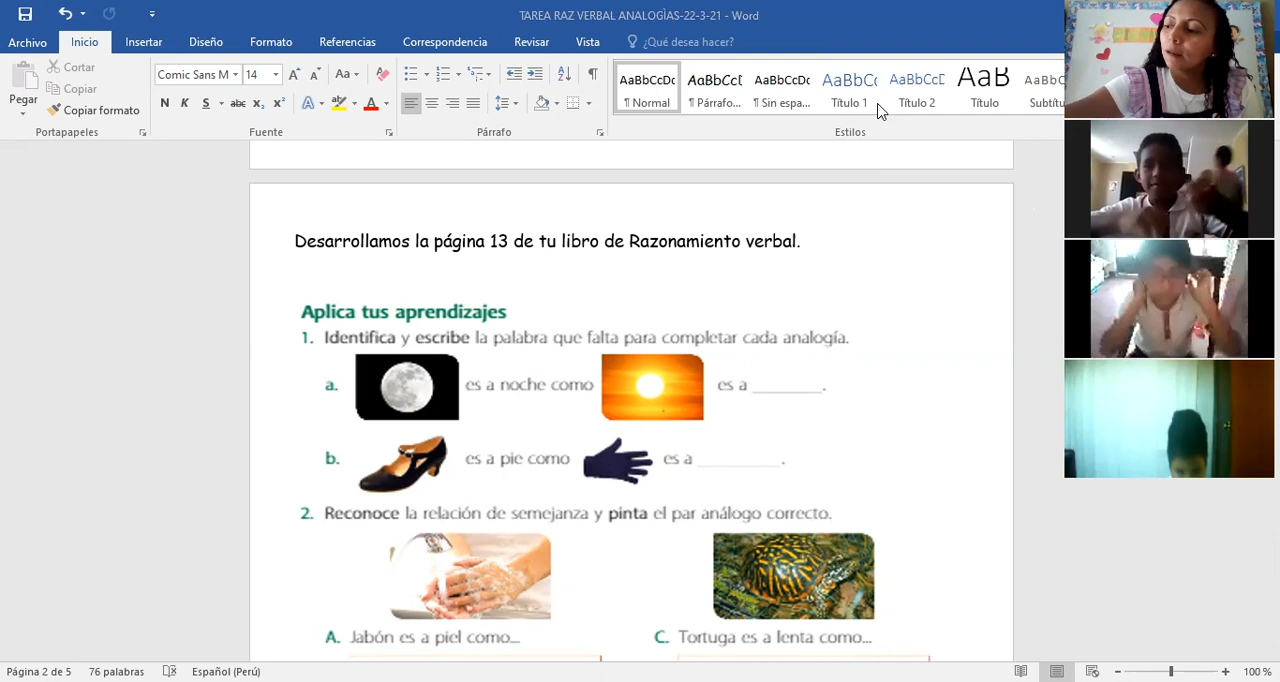 TAREA RAZ VERBAL ANALOGÌAS-22-3-21 - Word
Archivo Inicio Insertar Diseño Formato Referencias Correspondencia Revisar Vista ¿Qué desea hacer?
Pegar
Cortar
Copiar
Copiar formato
Portapapeles
Comic Sans M 14
Aa
N K S abc x₂ x²
Fuente
Párrafo
AaBbCcDc AaBbCcI AaBbCcDc AaBbCc AaBbCcD AaB AaBbC
¶ Normal ¶ Párrafo... ¶ Sin espa... Título 1 Título 2 Título Subtítu
Estilos
Desarrollamos la página 13 de tu libro de Razonamiento verbal.
Aplica tus aprendizajes
1. Identifica y escribe la palabra que falta para completar cada analogía.
a. es a noche como es a ________.
b. es a pie como es a __________.
2. Reconoce la relación de semejanza y pinta el par análogo correcto.
A. Jabón es a piel como...
C. Tortuga es a lenta como...
Página 2 de 5 76 palabras Español (Perú) 100 %